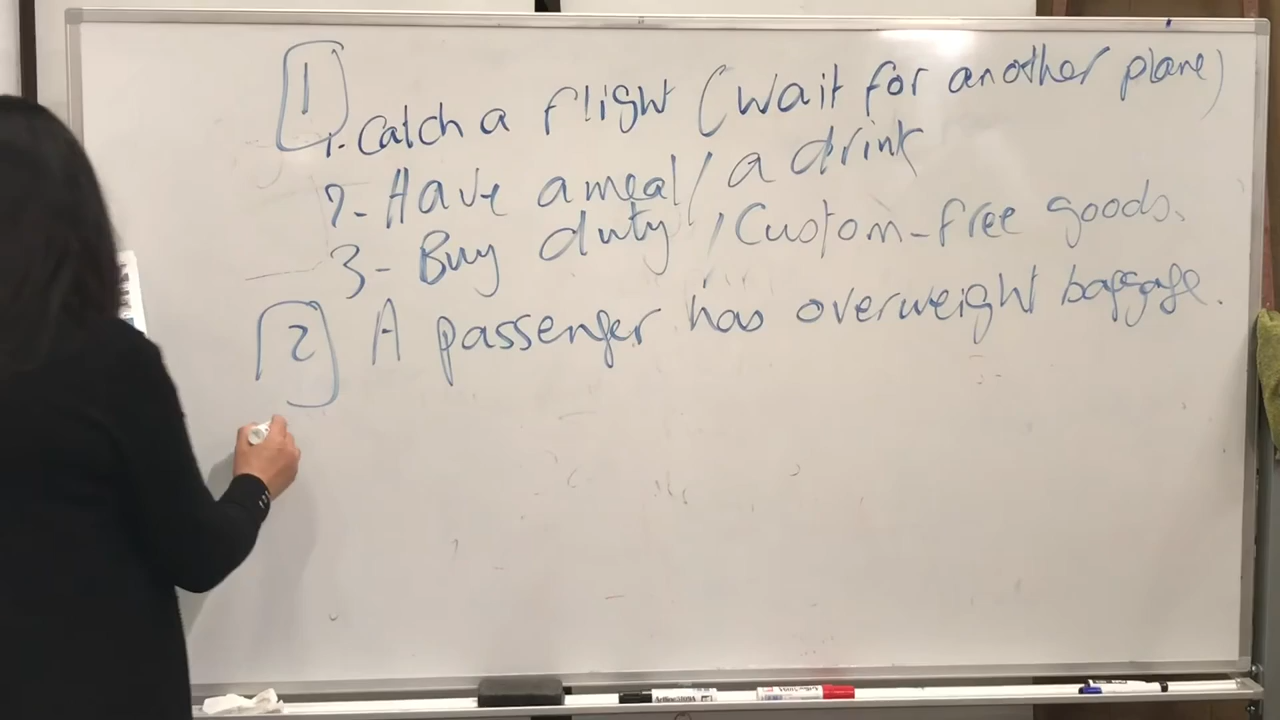 1
1- Catch a flight (Wait for another plane)
2- Have a meal / a drink
3- Buy duty / Custom-free goods.
2 A passenger has overweight baggage.